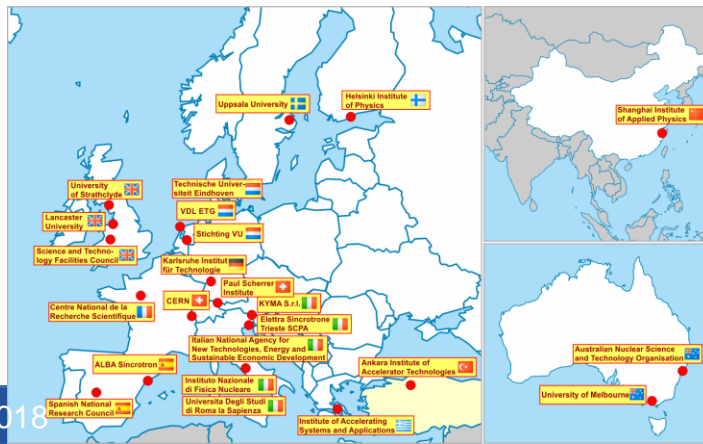 Uppsala University
Helsinki Institute
of Physics
University
of Strathclyde
Lancaster
University
Science and Techno-
logy Facilities Council
Technische Univer-
siteit Eindhoven
VDL ETG
Stichting VU
Karlsruhe Institut
für Technologie
Paul Scherrer
Institute
CERN
KYMA S.r.l.
Centre National de la
Recherche Scientifique
Elettra Sincrotrone
Trieste SCPA
Italian National Agency for
New Technologies, Energy and
Sustainable Economic Development
ALBA Sincrotron
Ankara Institute of
Accelerator Technologies
Instituto Nazionale
di Fisica Nucleare
Spanish National
Research Council
Universita Degli Studi
di Roma la Sapienza
Institute of Accelerating
Systems and Applications
018
Shanghai Institute
of Applied Physics
Australian Nuclear Science
and Technology Organisation
University of Melbourne